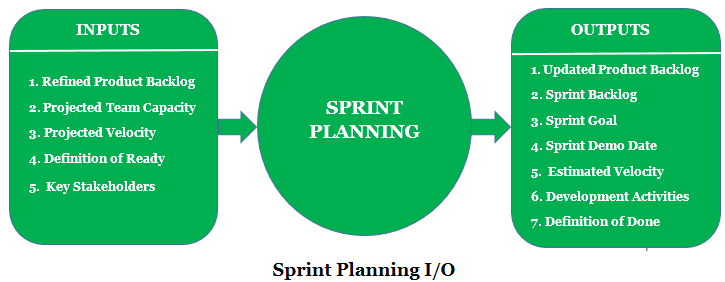 INPUTS
1. Refined Product Backlog
2. Projected Team Capacity
3. Projected Velocity
4. Definition of Ready
5. Key Stakeholders
SPRINT
PLANNING
OUTPUTS
1. Updated Product Backlog
2. Sprint Backlog
3. Sprint Goal
4. Sprint Demo Date
5. Estimated Velocity
6. Development Activities
7. Definition of Done
Sprint Planning I/O